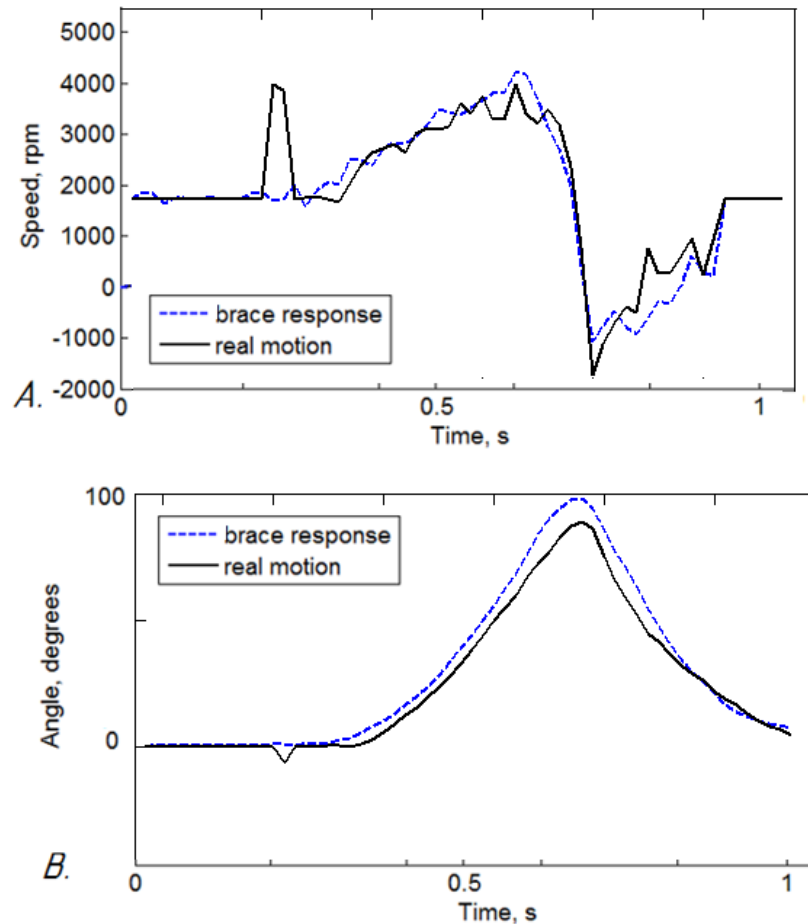 5000
4000
3000
2000
1000
0
-1000
-2000
Speed, rpm
brace response
real motion
A.
0 0.5 1
Time, s
100
0
Angle, degrees
brace response
real motion
B.
0 0.5 1
Time, s